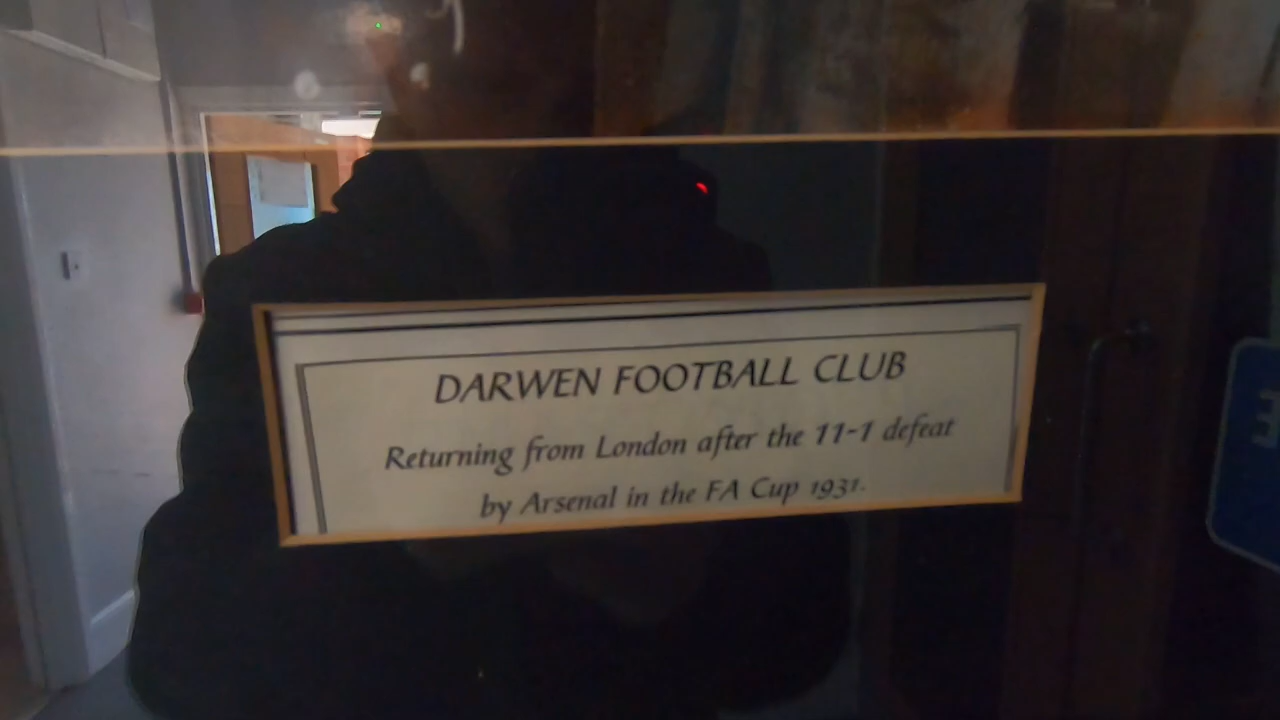 DARWEN FOOTBALL CLUB
Returning from London after the 11-1 defeat
by Arsenal in the FA Cup 1931.